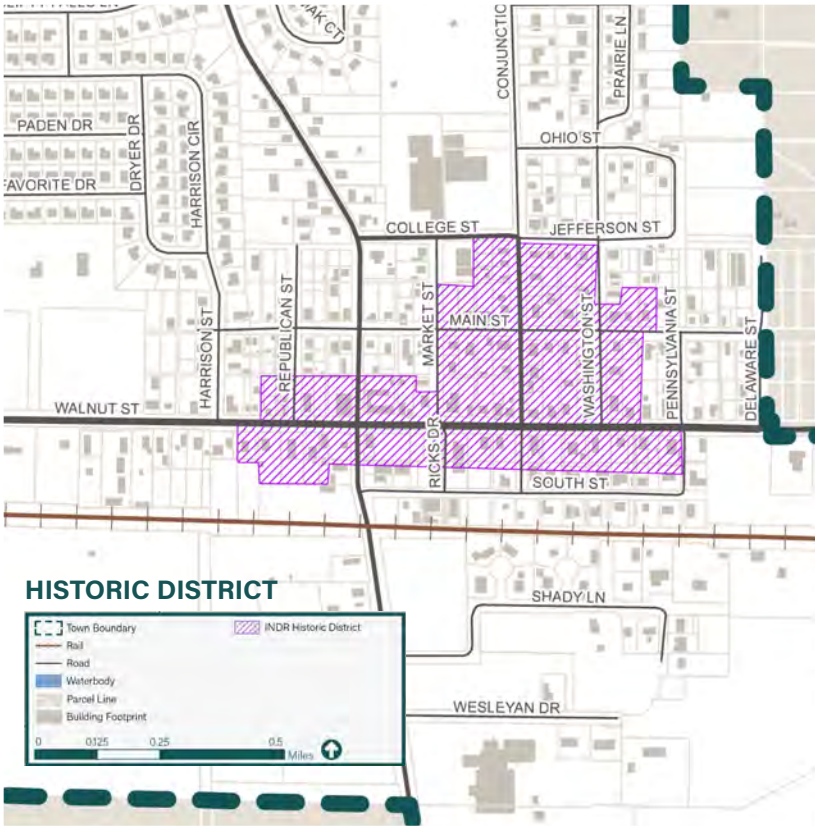 OAK CT
CONJUNCTIO
PRAIRIE LN
PADEN DR
DRYER DR
HARRISON CIR
OHIO ST
FAVORITE DR
COLLEGE ST
JEFFERSON ST
REPUBLICAN ST
MARKET ST
MAIN ST
WASHINGTON ST
PENNSYLVANIA ST
DELAWARE ST
HARRISON ST
WALNUT ST
RICKS DR
SOUTH ST
SHADY LN
WESLEYAN DR
HISTORIC DISTRICT
Town Boundary
INDR Historic District
Rail
Road
Waterbody
Parcel Line
Building Footprint
0 0.125 0.25 0.5
Miles